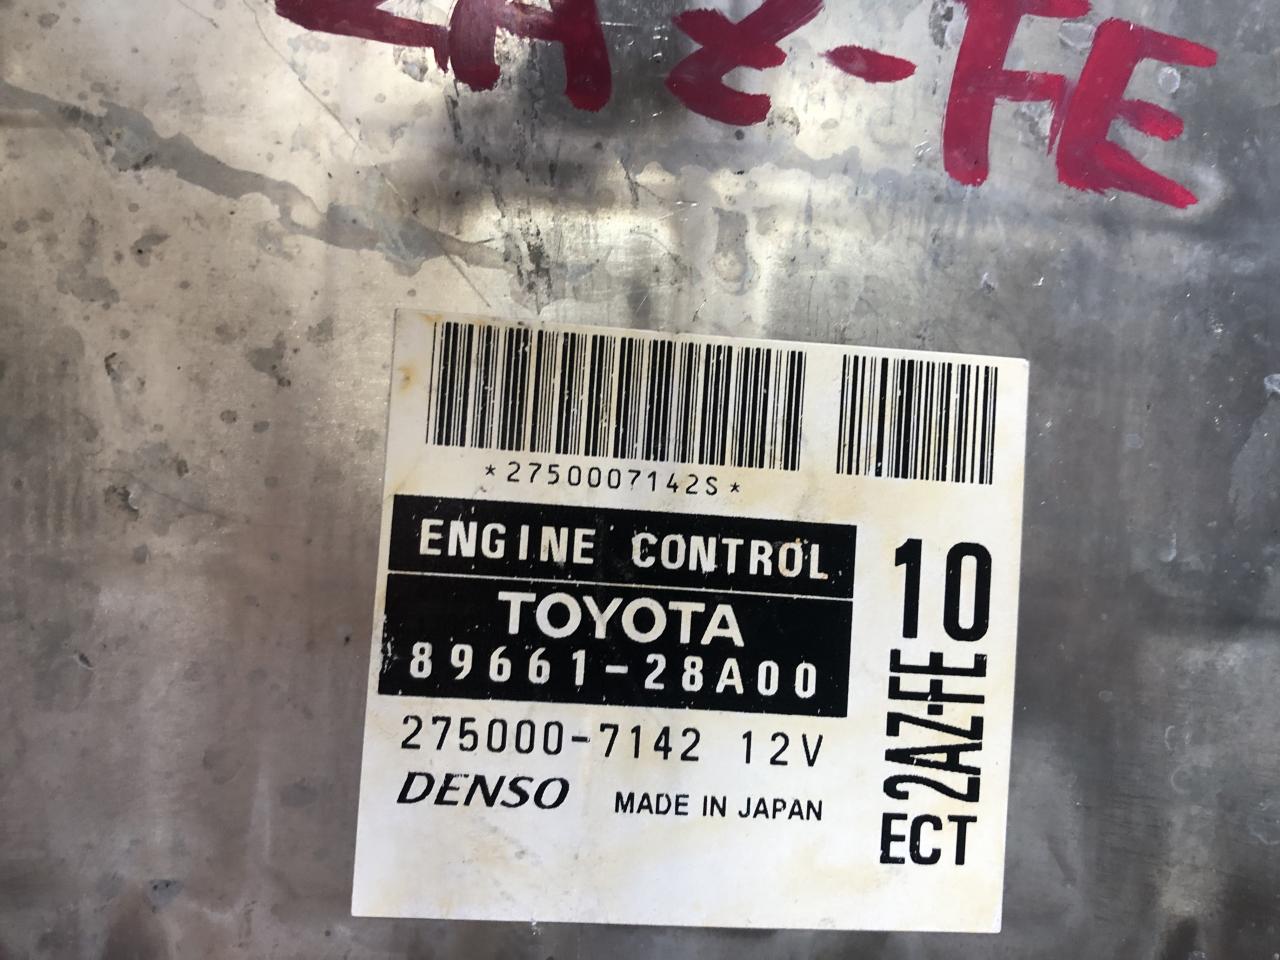 2AZ-FE
*2750007142S*
ENGINE CONTROL
TOYOTA
89661-28A00
275000-7142 12V
DENSO MADE IN JAPAN
10
2AZ-FE
ECT